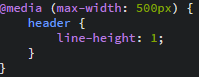 @media (max-width: 500px) {
    header {
        line-height: 1;
    }
}